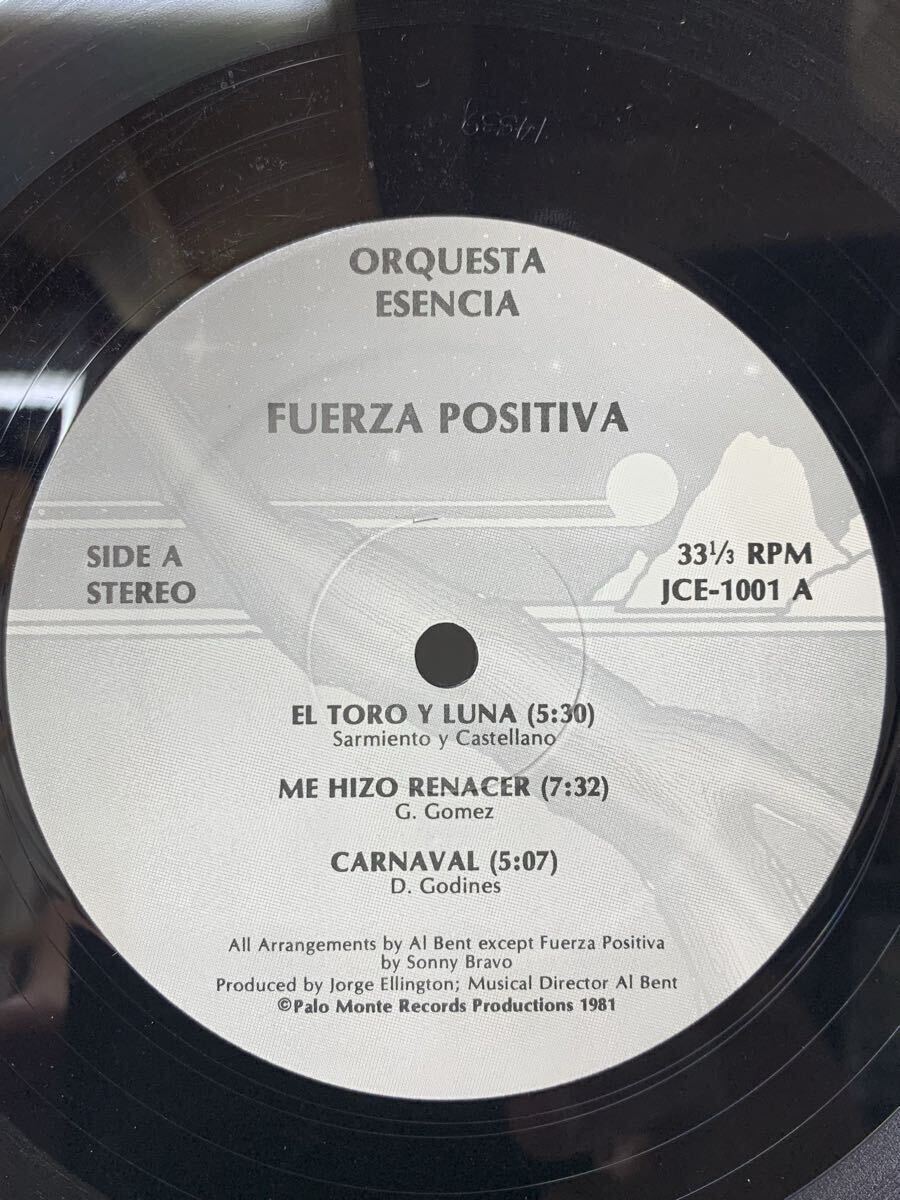 ORQUESTA
ESENCIA
FUERZA POSITIVA
SIDE A
STEREO
33⅓ RPM
JCE-1001 A
EL TORO Y LUNA (5:30)
Sarmiento y Castellano
ME HIZO RENACER (7:32)
G. Gomez
CARNAVAL (5:07)
D. Godines
All Arrangements by Al Bent except Fuerza Positiva
by Sonny Bravo
Produced by Jorge Ellington; Musical Director Al Bent
©Palo Monte Records Productions 1981